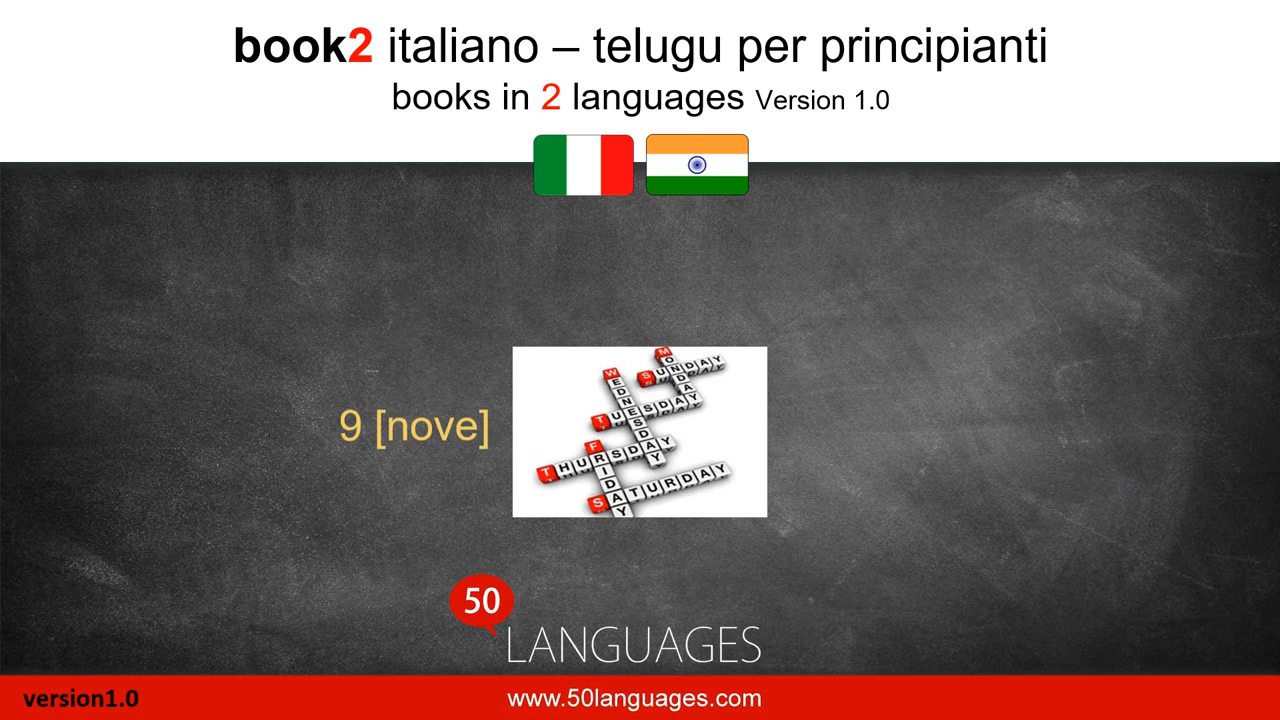 book2 italiano – telugu per principianti
books in 2 languages Version 1.0
9 [nove]
MONDAY
SUNDAY
WEDNESDAY
TUESDAY
THURSDAY
FRIDAY
SATURDAY
50
LANGUAGES
version1.0
www.50languages.com